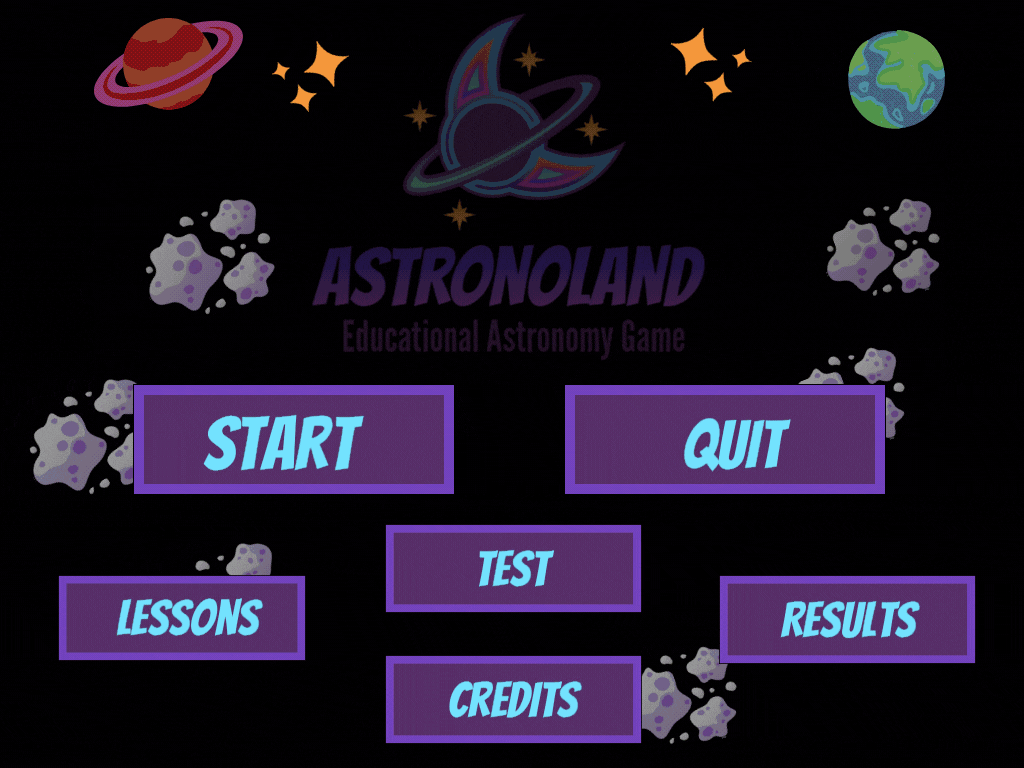 ASTRONOLAND
Educational Astronomy Game
START
QUIT
TEST
LESSONS
RESULTS
CREDITS